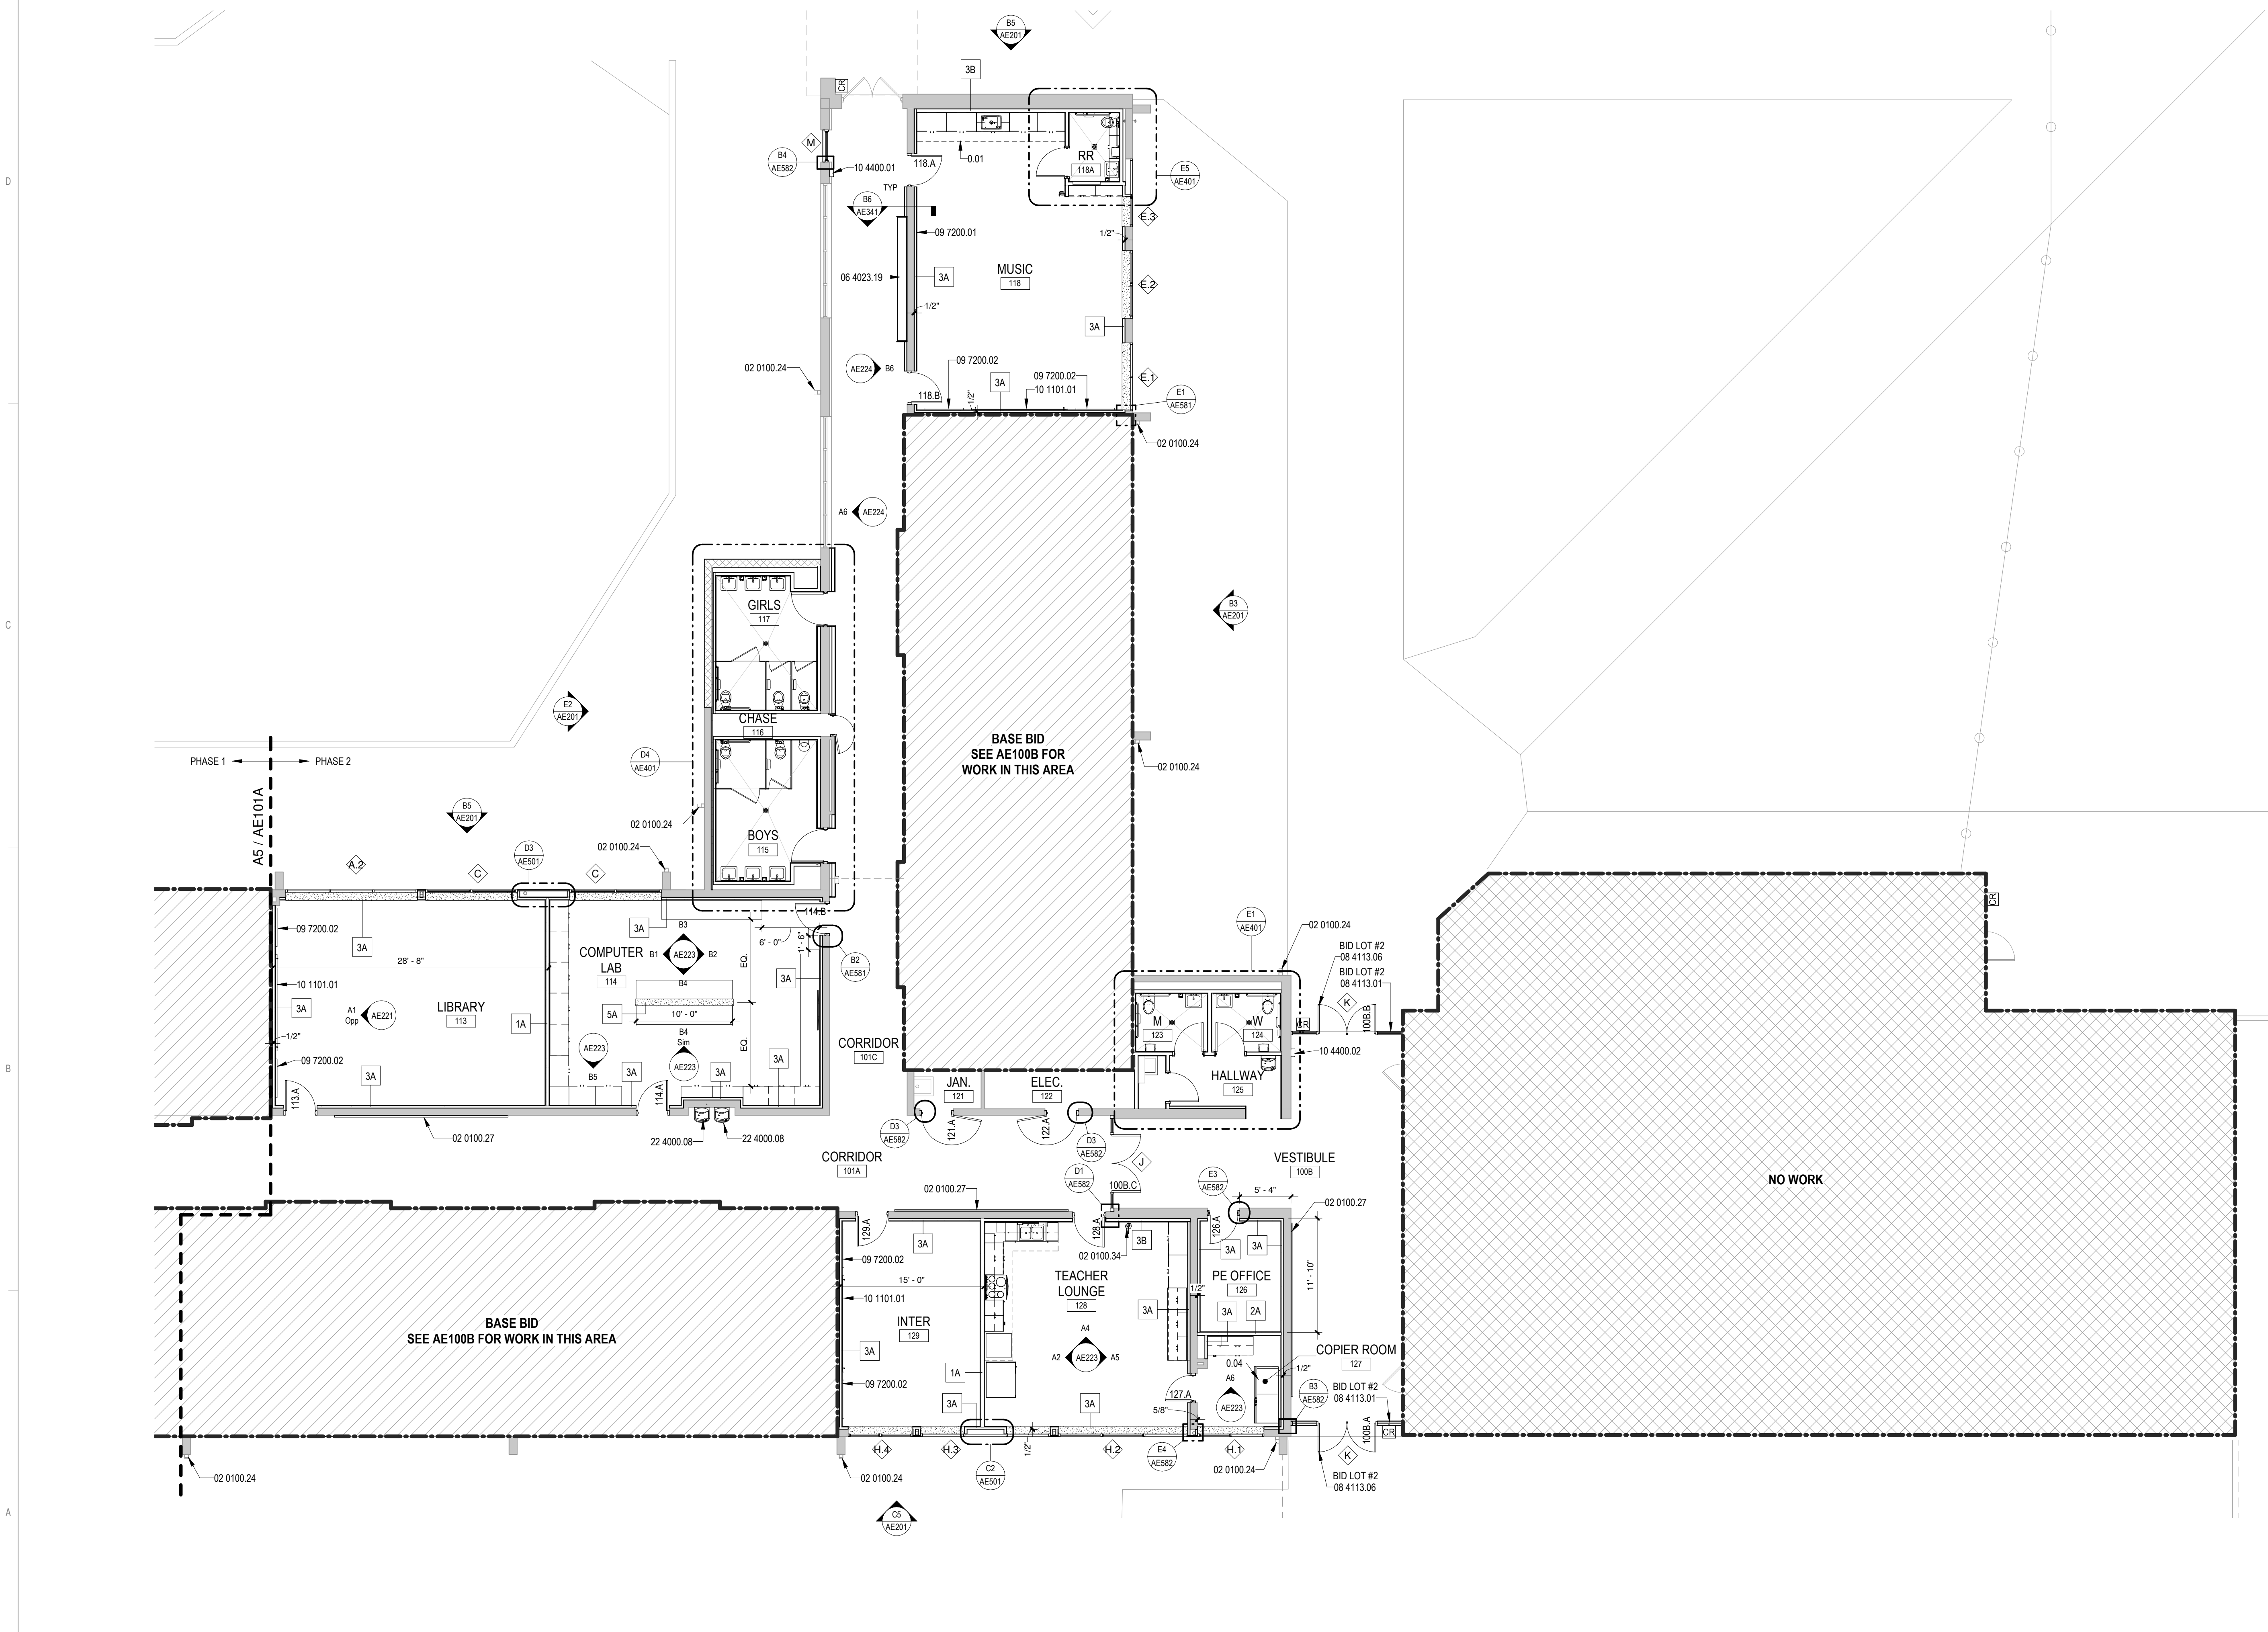 B5
AE201
3B
CR
M
B4
AE582
10 4400.01
118.A
0.01
RR
118A
E5
AE401
TYP
B6
AE341
09 7200.01
1/2"
E.3
06 4023.19
3A
MUSIC
118
E.2
1/2"
3A
02 0100.24
AE224
B6
09 7200.02
3A
09 7200.02
10 1101.01
E.1
118.B
1/2"
E1
AE581
02 0100.24
A6
AE224
D
C
B
A
GIRLS
117
B3
AE201
E2
AE201
CHASE
116
D4
AE401
BASE BID
SEE AE100B FOR
WORK IN THIS AREA
02 0100.24
PHASE 1
PHASE 2
A5 / AE101A
B5
AE201
02 0100.24
BOYS
115
02 0100.24
D3
AE501
A.2
C
C
114.B
09 7200.02
3A
3A
B3
6' - 0"
1' - 6"
B2
AE581
COMPUTER
LAB
114
B1
AE223
B2
EQ.
28' - 8"
3A
B4
10 1101.01
3A
A1
Opp
AE221
LIBRARY
113
1A
5A
10' - 0"
1/2"
B4
Sim
AE223
EQ.
AE223
B5
09 7200.02
3A
3A
3A
3A
113.A
114.A
02 0100.27
22 4000.08
22 4000.08
CORRIDOR
101C
E1
AE401
02 0100.24
BID LOT #2
08 4113.06
BID LOT #2
08 4113.01
K
100B.B
CR
CR
M
123
W
124
10 4400.02
HALLWAY
125
JAN.
121
ELEC.
122
D3
AE582
121.A
122.A
D3
AE582
CORRIDOR
101A
J
VESTIBULE
100B
NO WORK
D1
AE582
100B.C
E3
AE582
5' - 4"
02 0100.27
02 0100.27
129.A
3A
128.A
02 0100.34
3B
126.A
3A
3A
09 7200.02
15' - 0"
TEACHER
LOUNGE
128
PE OFFICE
126
11' - 10"
1/2"
10 1101.01
3A
3A
2A
INTER
129
BASE BID
SEE AE100B FOR WORK IN THIS AREA
3A
A4
A2
AE223
A5
COPIER ROOM
127
0.04
1/2"
1A
09 7200.02
A6
AE223
127.A
B3
AE582
BID LOT #2
08 4113.01
3A
3A
5/8"
100B.A
CR
H.4
H.3
H.2
H.1
K
1/2"
E4
AE582
C2
AE501
02 0100.24
02 0100.24
02 0100.24
BID LOT #2
08 4113.06
C5
AE201